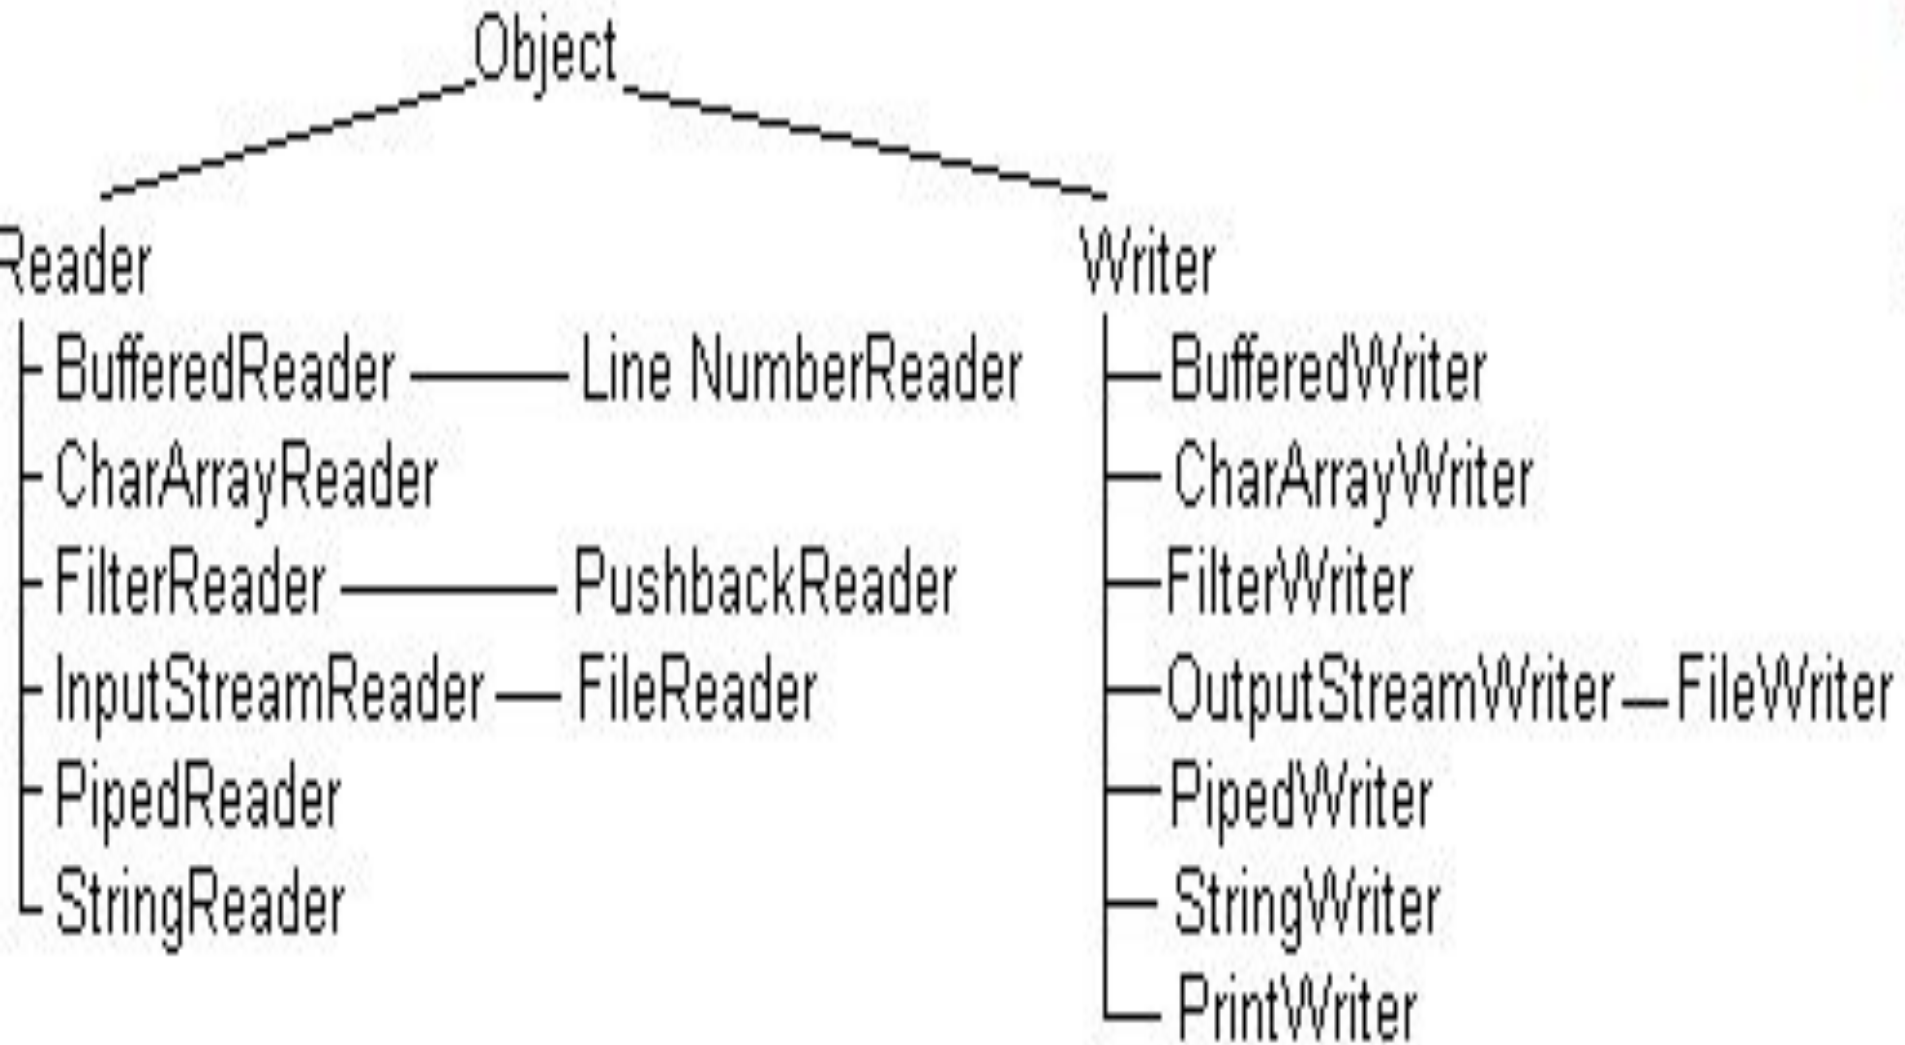 Object
Reader Writer
BufferedReader Line NumberReader BufferedWriter
CharArrayReader CharArrayWriter
FilterReader PushbackReader FilterWriter
InputStreamReader FileReader OutputStreamWriter FileWriter
PipedReader PipedWriter
StringReader StringWriter
PrintWriter